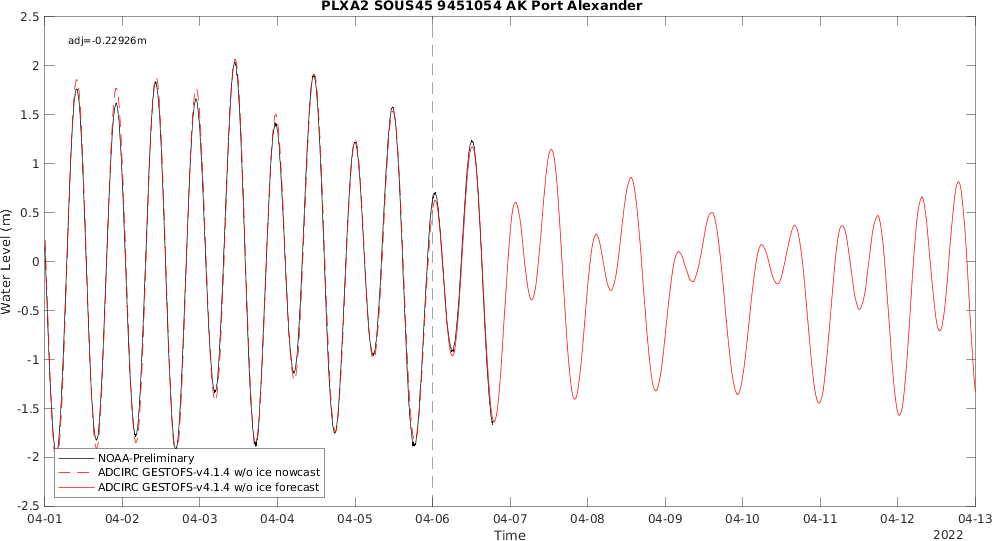 PLXA2 SOUS45 9451054 AK Port Alexander
adj=-0.22926m
2.5
2
1.5
1
0.5
0
-0.5
-1
-1.5
-2
-2.5
Water Level (m)
NOAA-Preliminary
ADCIRC GESTOFS-v4.1.4 w/o ice nowcast
ADCIRC GESTOFS-v4.1.4 w/o ice forecast
04-01 04-02 04-03 04-04 04-05 04-06 04-07 04-08 04-09 04-10 04-11 04-12 04-13
Time
2022